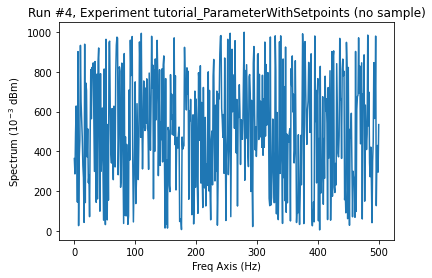 Run #4, Experiment tutorial_ParameterWithSetpoints (no sample)
1000
800
600
400
200
0
Spectrum (10⁻³ dBm)
0 100 200 300 400 500
Freq Axis (Hz)